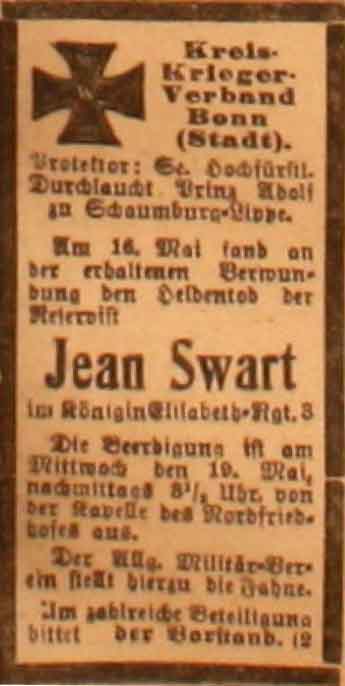 Kreis-
Krieger-
Verband
Bonn
(Stadt).
Protektor: Se. Hochfürstl.
Durchlaucht Prinz Adolf
zu Schaumburg-Lippe.
Am 16. Mai fand an
der erhaltenen Verwun-
dung den Heldentod der
Reservist
Jean Swart
im Königin Elisabeth-Rgt. 3
Die Beerdigung ist am
Mittwoch den 19. Mai,
nachmittags 3½ Uhr, von
der Kapelle des Nordfried-
hofes aus.
Der Allg. Militär-Ver-
ein stellt hierzu die Fahne.
Um zahlreiche Beteiligung
bittet der Vorstand. (2